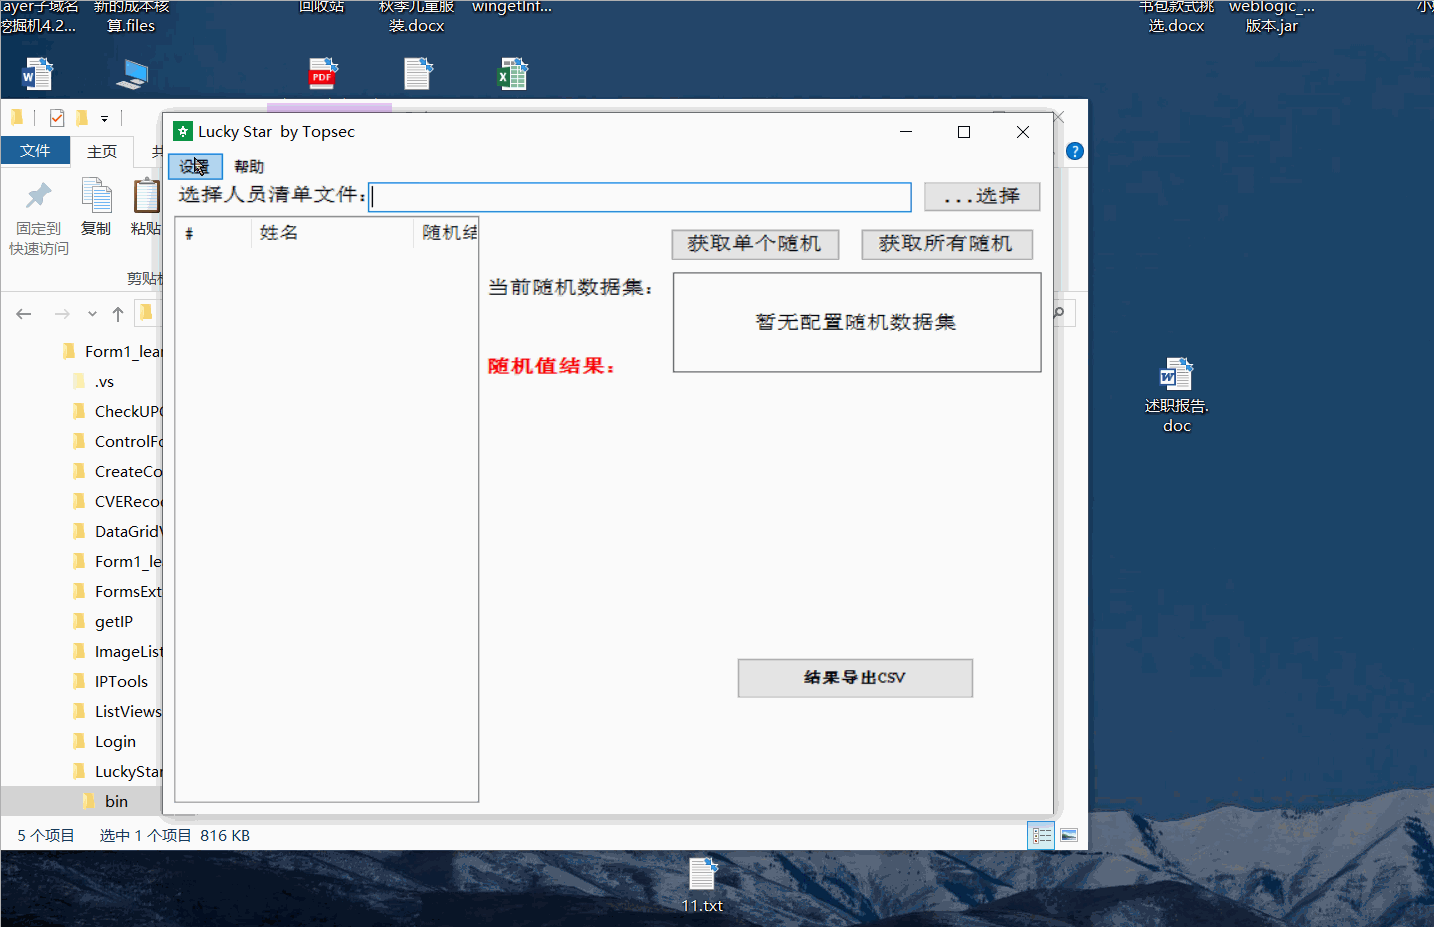 ayer子域名
挖掘机4.2...
新的成本核
算.files
回收站
秋季儿童服
装.docx
wingetInf...
书包款式挑
选.docx
weblogic_...
版本.jar
小
PDF
文件
主页
共
固定到
快速访问
复制
粘贴
剪贴板
Lucky Star by Topsec
设置
帮助
选择人员清单文件:
...选择
#
姓名
随机结
获取单个随机
获取所有随机
当前随机数据集:
暂无配置随机数据集
随机值结果:
结果导出CSV
Form1_lear
.vs
CheckUPC
ControlFo
CreateCo
CVERecod
DataGridV
Form1_le
FormsExt
getIP
ImageList
IPTools
ListViews
Login
LuckyStar
bin
5 个项目
选中 1 个项目 816 KB
述职报告.
doc
11.txt